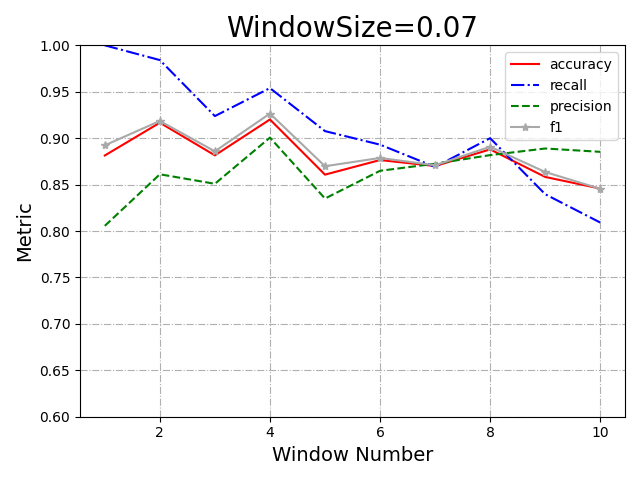 WindowSize=0.07
1.00
0.95
0.90
0.85
0.80
0.75
0.70
0.65
0.60
Metric
accuracy
recall
precision
f1
2 4 6 8 10
Window Number